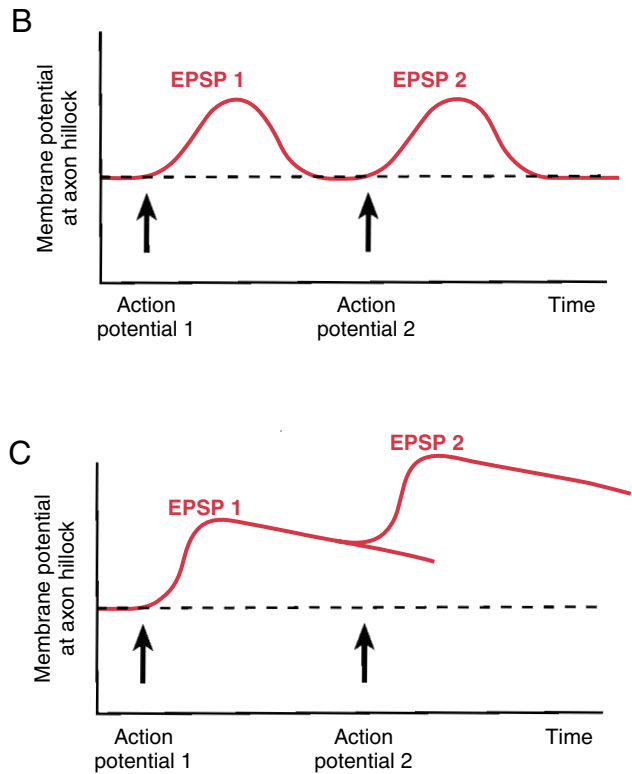 B
EPSP 1
EPSP 2
Membrane potential
at axon hillock
Action
potential 1
Action
potential 2
Time
C
EPSP 1
EPSP 2
Membrane potential
at axon hillock
Action
potential 1
Action
potential 2
Time